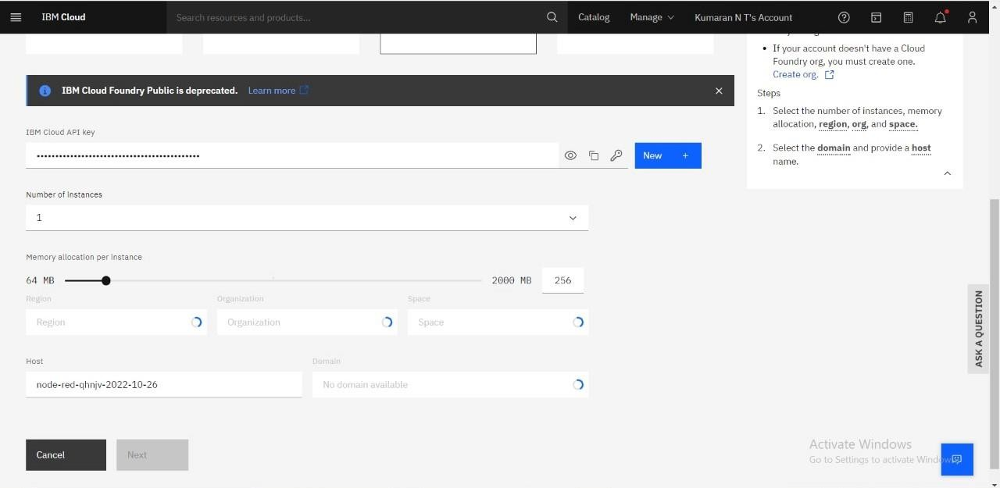 IBM Cloud
Search resources and products...
Catalog
Manage
Kumaran N T's Account
• If your account doesn't have a Cloud
Foundry org, you must create one.
Create org.
Steps
1. Select the number of instances, memory
allocation, region, org, and space.
2. Select the domain and provide a host
name.
IBM Cloud Foundry Public is deprecated. Learn more
IBM Cloud API key
New +
Number of instances
1
Memory allocation per instance
64 MB
2000 MB
256
Region
Organization
Space
Region
Organization
Space
Host
Domain
node-red-qhnjv-2022-10-26
No domain available
Cancel
Next
ASK A QUESTION
Activate Windows
Go to Settings to activate Windows